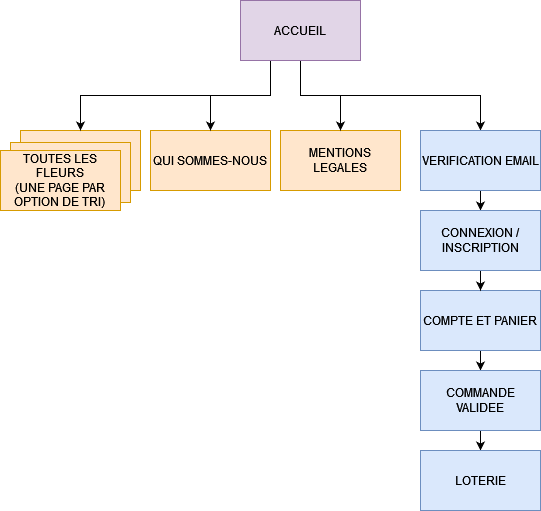 ACCUEIL
TOUTES LES
FLEURS
(UNE PAGE PAR
OPTION DE TRI)
QUI SOMMES-NOUS
MENTIONS
LEGALES
VERIFICATION EMAIL
CONNEXION /
INSCRIPTION
COMPTE ET PANIER
COMMANDE
VALIDEE
LOTERIE